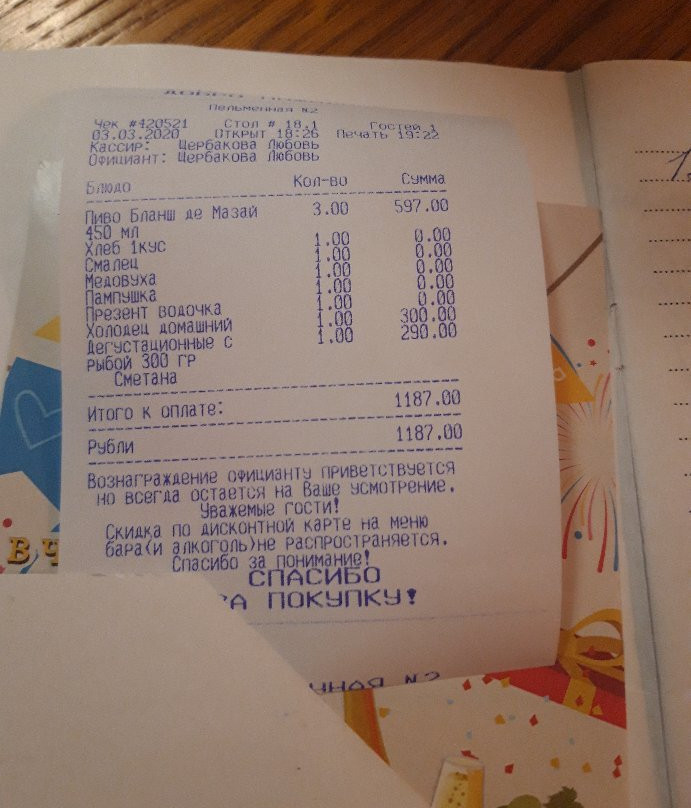 Пельменная №2
Чек #420521 Стол # 18.1 Гостей 1
03.03.2020 Открыт 18:26 Печать 19:22
Кассир: Щербакова Любовь
Официант: Щербакова Любовь
Блюдо Кол-во Сумма
Пиво Бланш де Мазай 3.00 597.00
450 мл
Хлеб 1кус 1.00 0.00
Смалец 1.00 0.00
Медовуха 1.00 0.00
Пампушка 1.00 0.00
Презент водочка 1.00 0.00
Холодец домашний 1.00 300.00
Дегустационные с 1.00 290.00
рыбой 300 гр
Сметана
Итого к оплате: 1187.00
Рубли 1187.00
Вознаграждение официанту приветствуется
но всегда остается на Ваше усмотрение.
Уважаемые гости!
Скидка по дисконтной карте на меню
бара(и алкоголь)не распространяется.
Спасибо за понимание!
СПАСИБО
ЗА ПОКУПКУ!
В Ч